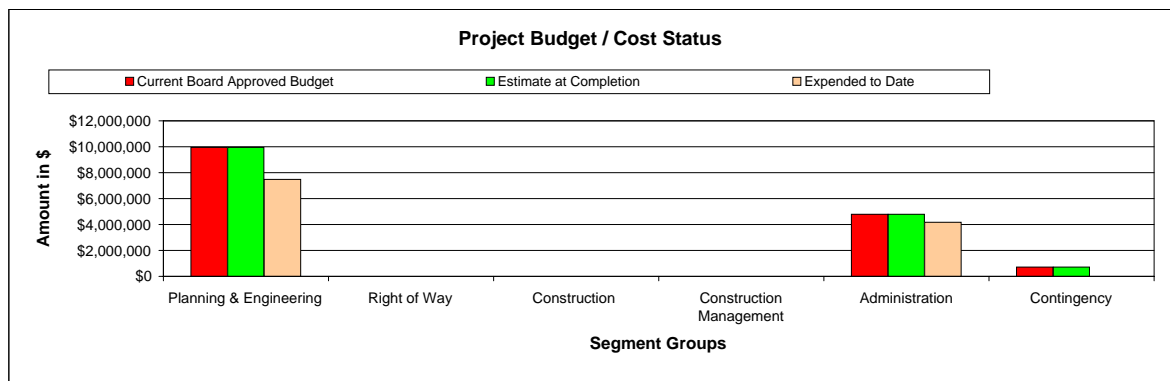 Project Budget / Cost Status
Current Board Approved Budget Estimate at Completion Expended to Date
Amount in $
$12,000,000
$10,000,000
$8,000,000
$6,000,000
$4,000,000
$2,000,000
$0
Planning & Engineering Right of Way Construction Construction Administration Contingency
Management
Segment Groups